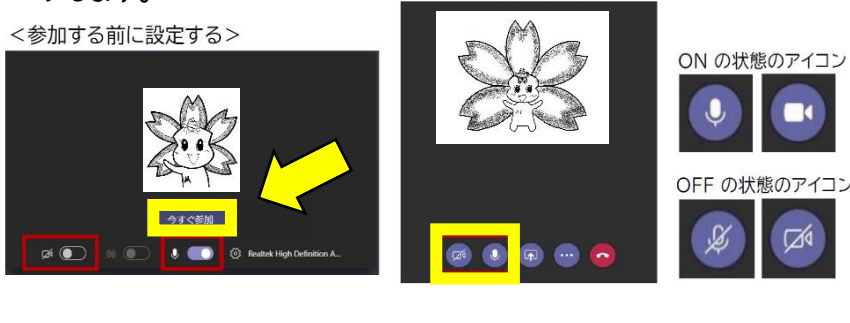 ＜参加する前に設定する＞
今すぐ参加
Realtek High Definition A...
ON の状態のアイコン
OFF の状態のアイコン